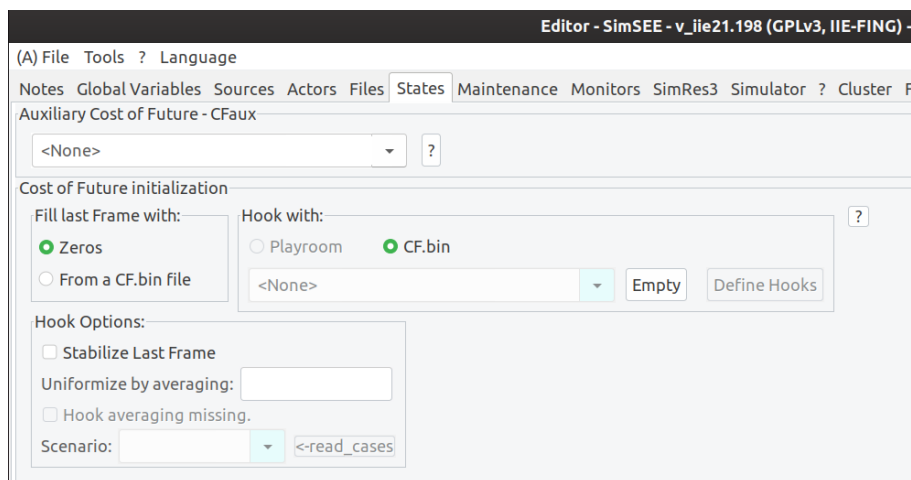 Editor - SimSEE - v_iie21.198 (GPLv3, IIE-FING) -
(A) File Tools ? Language
Notes Global Variables Sources Actors Files States Maintenance Monitors SimRes3 Simulator ? Cluster F
Auxiliary Cost of Future - CFaux
<None> ?
Cost of Future initialization
Fill last Frame with: Hook with: ?
Zeros Playroom CF.bin
From a CF.bin file <None> Empty Define Hooks
Hook Options:
Stabilize Last Frame
Uniformize by averaging:
Hook averaging missing.
Scenario: <-read_cases